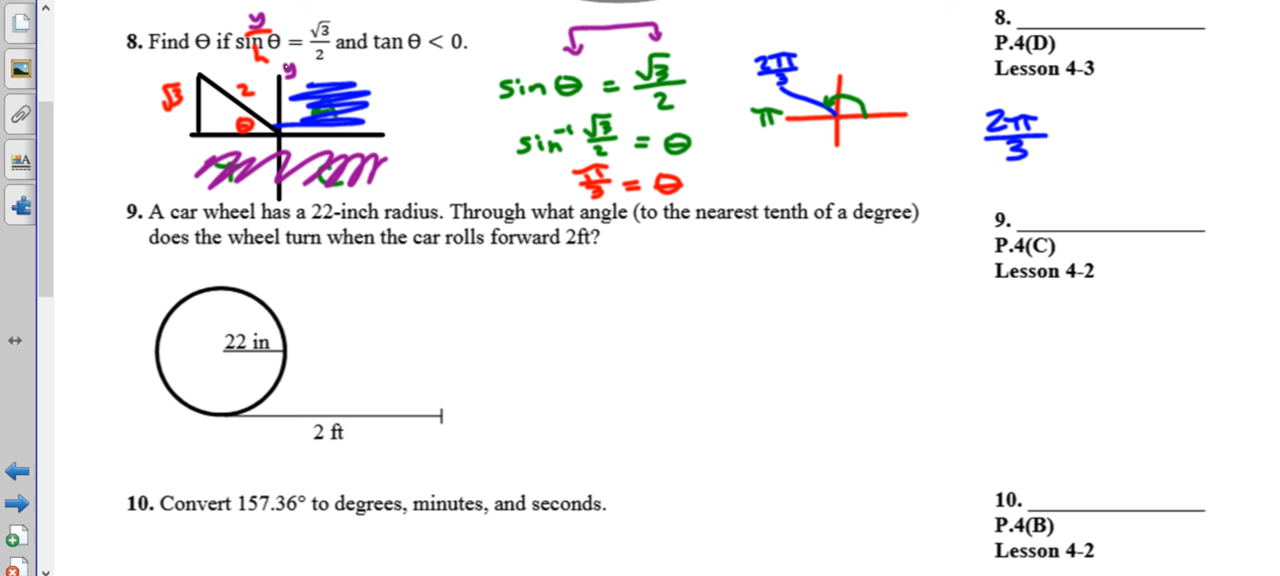 8. Find Θ if sin Θ = √3/2 and tan Θ < 0.
y
h
8. ________
P.4(D)
Lesson 4-3
y
√3
2
Θ
sin Θ = √3/2
sin⁻¹ √3/2 = Θ
π/3 = Θ
2π/3
π
2π/3
9. A car wheel has a 22-inch radius. Through what angle (to the nearest tenth of a degree)
does the wheel turn when the car rolls forward 2ft?
9. ________
P.4(C)
Lesson 4-2
22 in
2 ft
10. Convert 157.36° to degrees, minutes, and seconds.
10. ________
P.4(B)
Lesson 4-2